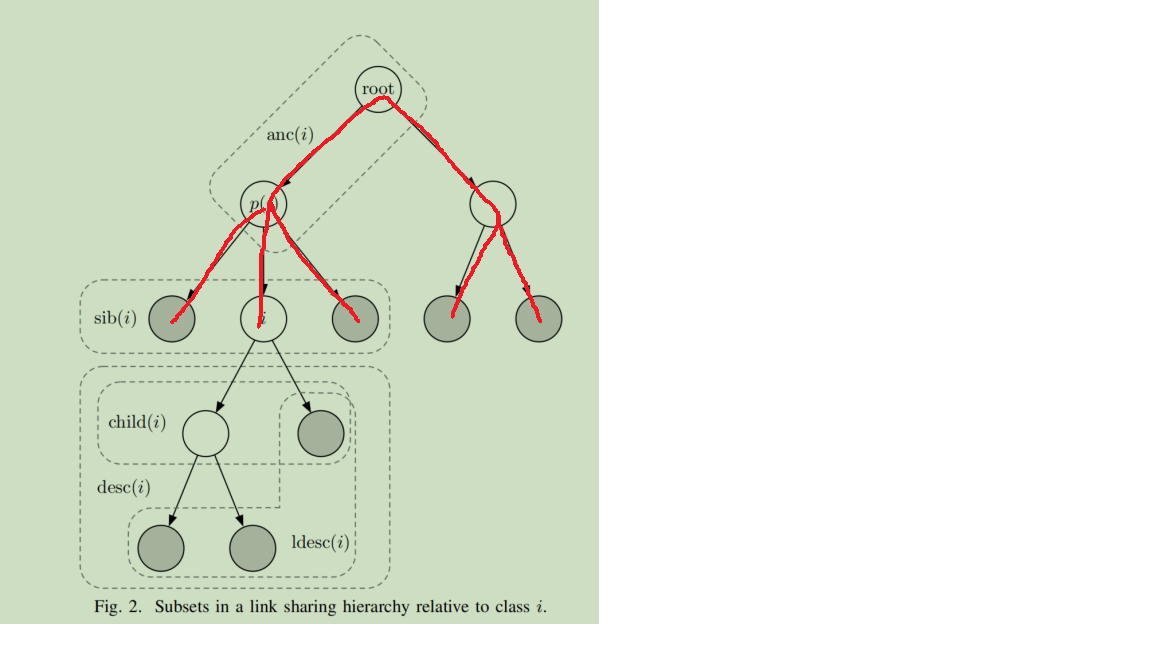 root
anc(i)
p(
sib(i)
i
child(i)
desc(i)
ldesc(i)
Fig. 2. Subsets in a link sharing hierarchy relative to class i.